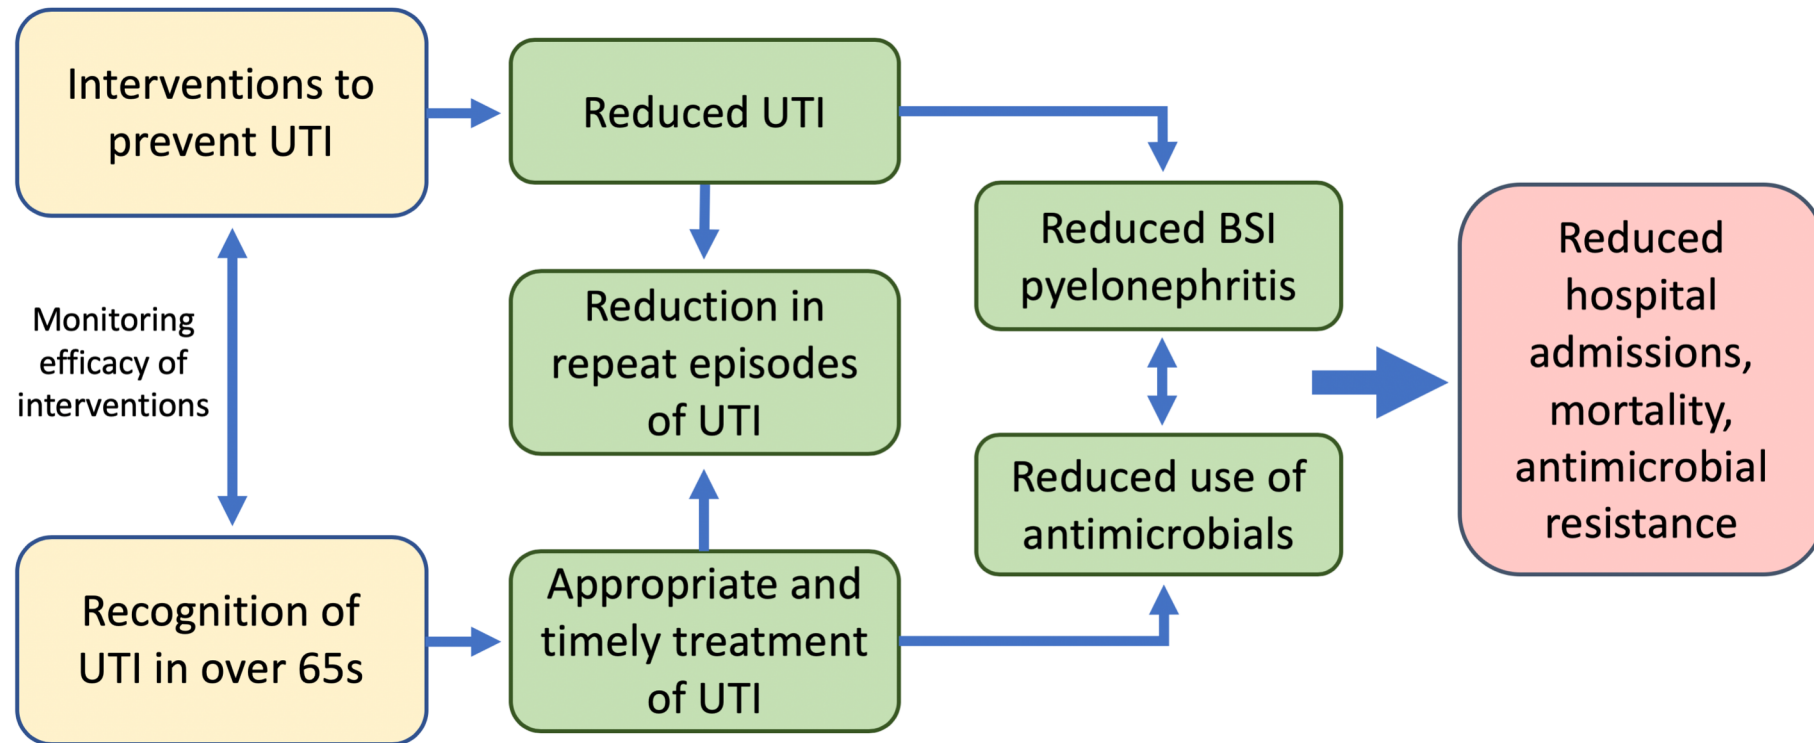 Interventions to
prevent UTI
Reduced UTI
Reduced BSI
pyelonephritis
Reduced
hospital
admissions,
mortality,
antimicrobial
resistance
Monitoring
efficacy of
interventions
Reduction in
repeat episodes
of UTI
Reduced use of
antimicrobials
Recognition of
UTI in over 65s
Appropriate and
timely treatment
of UTI